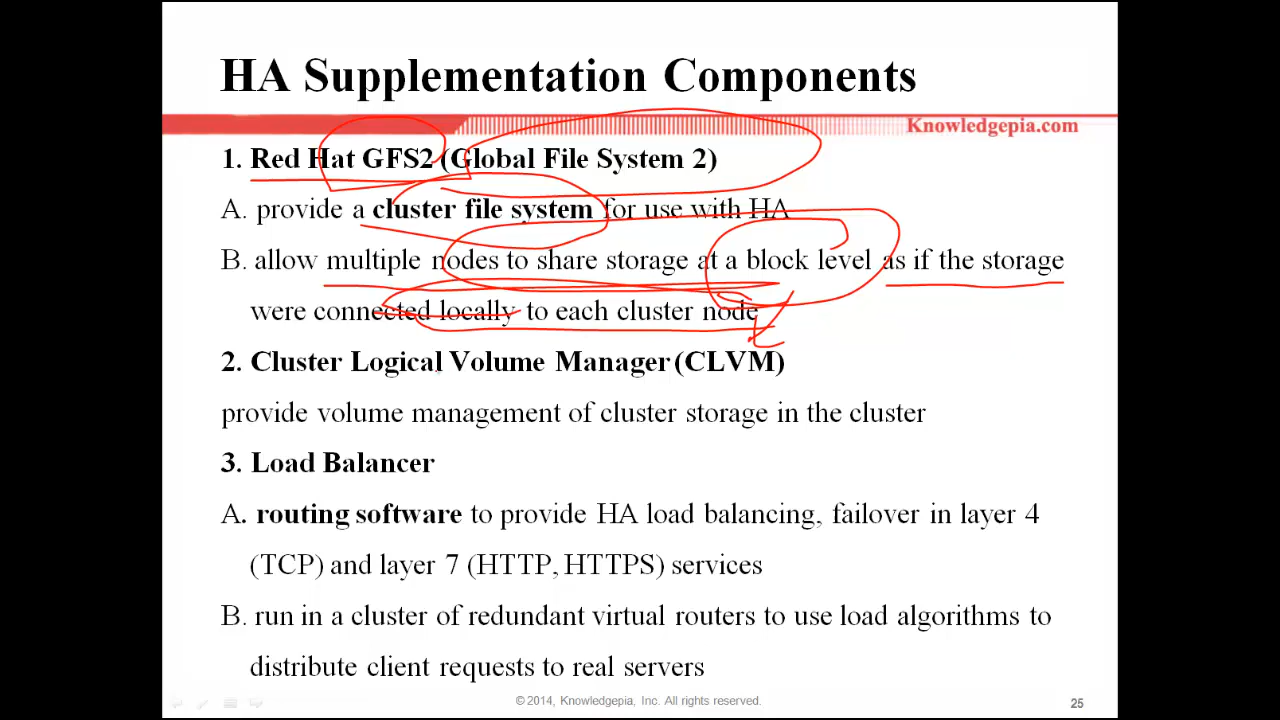 HA Supplementation Components
Knowledgepia.com
1. Red Hat GFS2 (Global File System 2)
A. provide a cluster file system for use with HA
B. allow multiple nodes to share storage at a block level as if the storage
were connected locally to each cluster node
2. Cluster Logical Volume Manager (CLVM)
provide volume management of cluster storage in the cluster
3. Load Balancer
A. routing software to provide HA load balancing, failover in layer 4
(TCP) and layer 7 (HTTP, HTTPS) services
B. run in a cluster of redundant virtual routers to use load algorithms to
distribute client requests to real servers
© 2014, Knowledgepia, Inc. All rights reserved.
25